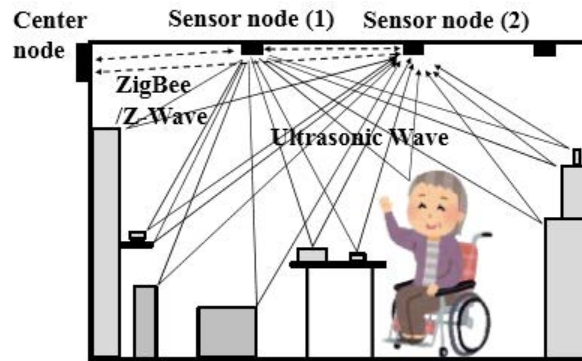 Center
node
Sensor node (1)
Sensor node (2)
ZigBee
/Z-Wave
Ultrasonic Wave